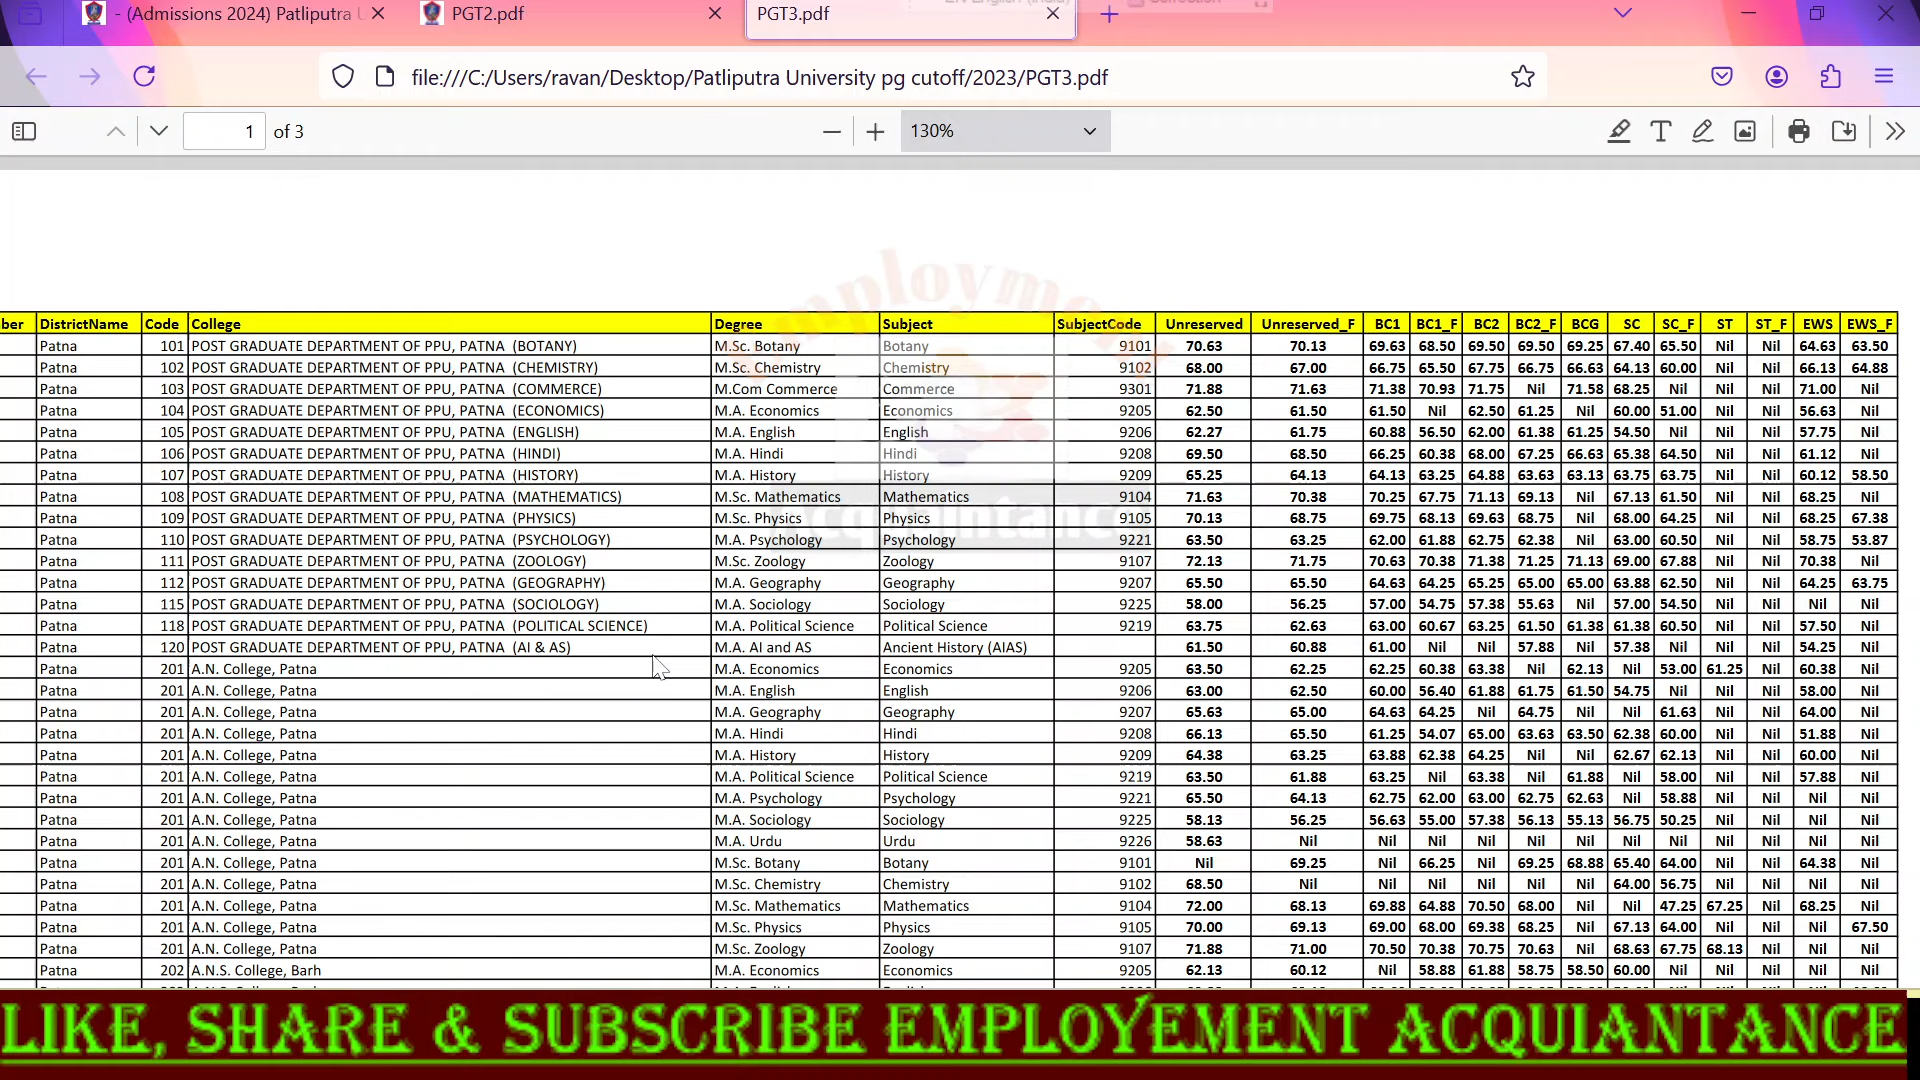 - (Admissions 2024) Patliputra U
PGT2.pdf
PGT3.pdf
file:///C:/Users/ravan/Desktop/Patliputra University pg cutoff/2023/PGT3.pdf
1 of 3
130%
Employment
Acquaintance
ber DistrictName Code College Degree Subject SubjectCode Unreserved Unreserved_F BC1 BC1_F BC2 BC2_F BCG SC SC_F ST ST_F EWS EWS_F
Patna 101 POST GRADUATE DEPARTMENT OF PPU, PATNA (BOTANY) M.Sc. Botany Botany 9101 70.63 70.13 69.63 68.50 69.50 69.50 69.25 67.40 65.50 Nil Nil 64.63 63.50
Patna 102 POST GRADUATE DEPARTMENT OF PPU, PATNA (CHEMISTRY) M.Sc. Chemistry Chemistry 9102 68.00 67.00 66.75 65.50 67.75 66.75 66.63 64.13 60.00 Nil Nil 66.13 64.88
Patna 103 POST GRADUATE DEPARTMENT OF PPU, PATNA (COMMERCE) M.Com Commerce Commerce 9301 71.88 71.63 71.38 70.93 71.75 Nil 71.58 68.25 Nil Nil Nil 71.00 Nil
Patna 104 POST GRADUATE DEPARTMENT OF PPU, PATNA (ECONOMICS) M.A. Economics Economics 9205 62.50 61.50 61.50 Nil 62.50 61.25 Nil 60.00 51.00 Nil Nil 56.63 Nil
Patna 105 POST GRADUATE DEPARTMENT OF PPU, PATNA (ENGLISH) M.A. English English 9206 62.27 61.75 60.88 56.50 62.00 61.38 61.25 54.50 Nil Nil Nil 57.75 Nil
Patna 106 POST GRADUATE DEPARTMENT OF PPU, PATNA (HINDI) M.A. Hindi Hindi 9208 69.50 68.50 66.25 60.38 68.00 67.25 66.63 65.38 64.50 Nil Nil 61.12 Nil
Patna 107 POST GRADUATE DEPARTMENT OF PPU, PATNA (HISTORY) M.A. History History 9209 65.25 64.13 64.13 63.25 64.88 63.63 63.13 63.75 63.75 Nil Nil 60.12 58.50
Patna 108 POST GRADUATE DEPARTMENT OF PPU, PATNA (MATHEMATICS) M.Sc. Mathematics Mathematics 9104 71.63 70.38 70.25 67.75 71.13 69.13 Nil 67.13 61.50 Nil Nil 68.25 Nil
Patna 109 POST GRADUATE DEPARTMENT OF PPU, PATNA (PHYSICS) M.Sc. Physics Physics 9105 70.13 68.75 69.75 68.13 69.63 68.75 Nil 68.00 64.25 Nil Nil 68.25 67.38
Patna 110 POST GRADUATE DEPARTMENT OF PPU, PATNA (PSYCHOLOGY) M.A. Psychology Psychology 9221 63.50 63.25 62.00 61.88 62.75 62.38 Nil 63.00 60.50 Nil Nil 58.75 53.87
Patna 111 POST GRADUATE DEPARTMENT OF PPU, PATNA (ZOOLOGY) M.Sc. Zoology Zoology 9107 72.13 71.75 70.63 70.38 71.38 71.25 71.13 69.00 67.88 Nil Nil 70.38 Nil
Patna 112 POST GRADUATE DEPARTMENT OF PPU, PATNA (GEOGRAPHY) M.A. Geography Geography 9207 65.50 65.50 64.63 64.25 65.25 65.00 65.00 63.88 62.50 Nil Nil 64.25 63.75
Patna 115 POST GRADUATE DEPARTMENT OF PPU, PATNA (SOCIOLOGY) M.A. Sociology Sociology 9225 58.00 56.25 57.00 54.75 57.38 55.63 Nil 57.00 54.50 Nil Nil Nil Nil
Patna 118 POST GRADUATE DEPARTMENT OF PPU, PATNA (POLITICAL SCIENCE) M.A. Political Science Political Science 9219 63.75 62.63 63.00 60.67 63.25 61.50 61.38 61.38 60.50 Nil Nil 57.50 Nil
Patna 120 POST GRADUATE DEPARTMENT OF PPU, PATNA (AI & AS) M.A. AI and AS Ancient History (AIAS) 61.50 60.88 61.00 Nil Nil 57.88 Nil 57.38 Nil Nil Nil 54.25 Nil
Patna 201 A.N. College, Patna M.A. Economics Economics 9205 63.50 62.25 62.25 60.38 63.38 Nil 62.13 Nil 53.00 61.25 Nil 60.38 Nil
Patna 201 A.N. College, Patna M.A. English English 9206 63.00 62.50 60.00 56.40 61.88 61.75 61.50 54.75 Nil Nil Nil 58.00 Nil
Patna 201 A.N. College, Patna M.A. Geography Geography 9207 65.63 65.00 64.63 64.25 Nil 64.75 Nil Nil 61.63 Nil Nil 64.00 Nil
Patna 201 A.N. College, Patna M.A. Hindi Hindi 9208 66.13 65.50 61.25 54.07 65.00 63.63 63.50 62.38 60.00 Nil Nil 51.88 Nil
Patna 201 A.N. College, Patna M.A. History History 9209 64.38 63.25 63.88 62.38 64.25 Nil Nil 62.67 62.13 Nil Nil 60.00 Nil
Patna 201 A.N. College, Patna M.A. Political Science Political Science 9219 63.50 61.88 63.25 Nil 63.38 Nil 61.88 Nil 58.00 Nil Nil 57.88 Nil
Patna 201 A.N. College, Patna M.A. Psychology Psychology 9221 65.50 64.13 62.75 62.00 63.00 62.75 62.63 Nil 58.88 Nil Nil Nil Nil
Patna 201 A.N. College, Patna M.A. Sociology Sociology 9225 58.13 56.25 56.63 55.00 57.38 56.13 55.13 56.75 50.25 Nil Nil Nil Nil
Patna 201 A.N. College, Patna M.A. Urdu Urdu 9226 58.63 Nil Nil Nil Nil Nil Nil Nil Nil Nil Nil Nil Nil
Patna 201 A.N. College, Patna M.Sc. Botany Botany 9101 Nil 69.25 Nil 66.25 Nil 69.25 68.88 65.40 64.00 Nil Nil 64.38 Nil
Patna 201 A.N. College, Patna M.Sc. Chemistry Chemistry 9102 68.50 Nil Nil Nil Nil Nil Nil 64.00 56.75 Nil Nil Nil Nil
Patna 201 A.N. College, Patna M.Sc. Mathematics Mathematics 9104 72.00 68.13 69.88 64.88 70.50 68.00 Nil Nil 47.25 67.25 Nil 68.25 Nil
Patna 201 A.N. College, Patna M.Sc. Physics Physics 9105 70.00 69.13 69.00 68.00 69.38 68.25 Nil 67.13 64.00 Nil Nil Nil 67.50
Patna 201 A.N. College, Patna M.Sc. Zoology Zoology 9107 71.88 71.00 70.50 70.38 70.75 70.63 Nil 68.63 67.75 68.13 Nil Nil Nil
Patna 202 A.N.S. College, Barh M.A. Economics Economics 9205 62.13 60.12 Nil 58.88 61.88 58.75 58.50 60.00 Nil Nil Nil Nil Nil
LIKE, SHARE & SUBSCRIBE EMPLOYEMENT ACQUIANTANCE